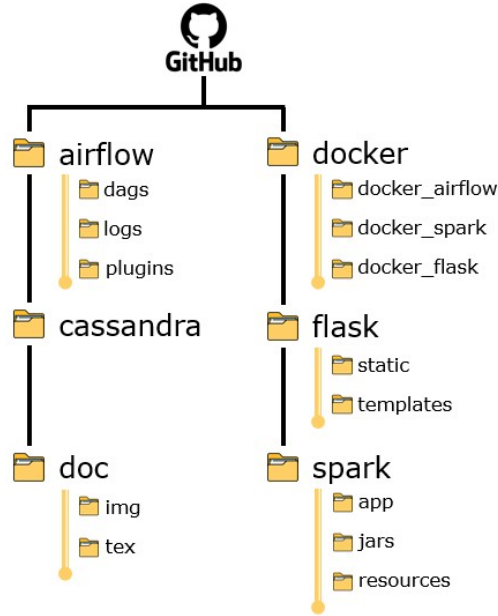 GitHub
airflow
dags
logs
plugins
cassandra
doc
img
tex
docker
docker_airflow
docker_spark
docker_flask
flask
static
templates
spark
app
jars
resources